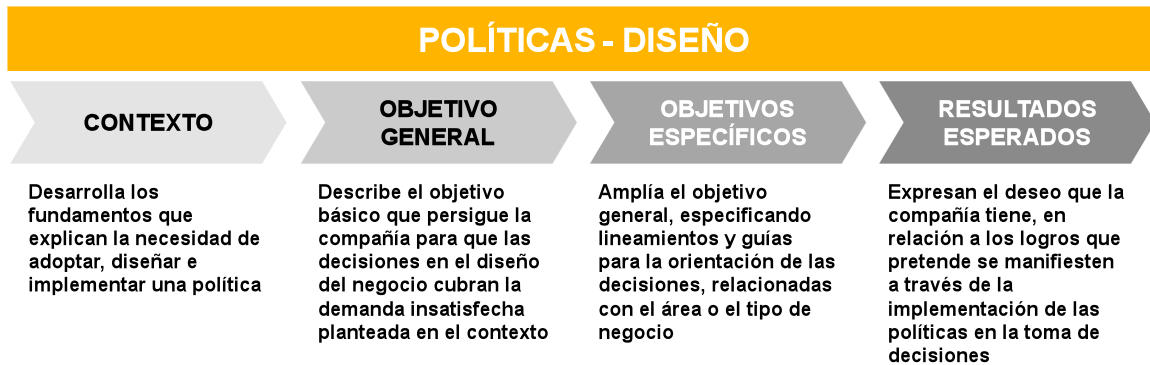 POLÍTICAS - DISEÑO
CONTEXTO
Desarrolla los
fundamentos que
explican la necesidad de
adoptar, diseñar e
implementar una política
OBJETIVO
GENERAL
Describe el objetivo
básico que persigue la
compañía para que las
decisiones en el diseño
del negocio cubran la
demanda insatisfecha
planteada en el contexto
OBJETIVOS
ESPECÍFICOS
Amplía el objetivo
general, especificando
lineamientos y guías
para la orientación de las
decisiones, relacionadas
con el área o el tipo de
negocio
RESULTADOS
ESPERADOS
Expresan el deseo que la
compañía tiene, en
relación a los logros que
pretende se manifiesten
a través de la
implementación de las
políticas en la toma de
decisiones